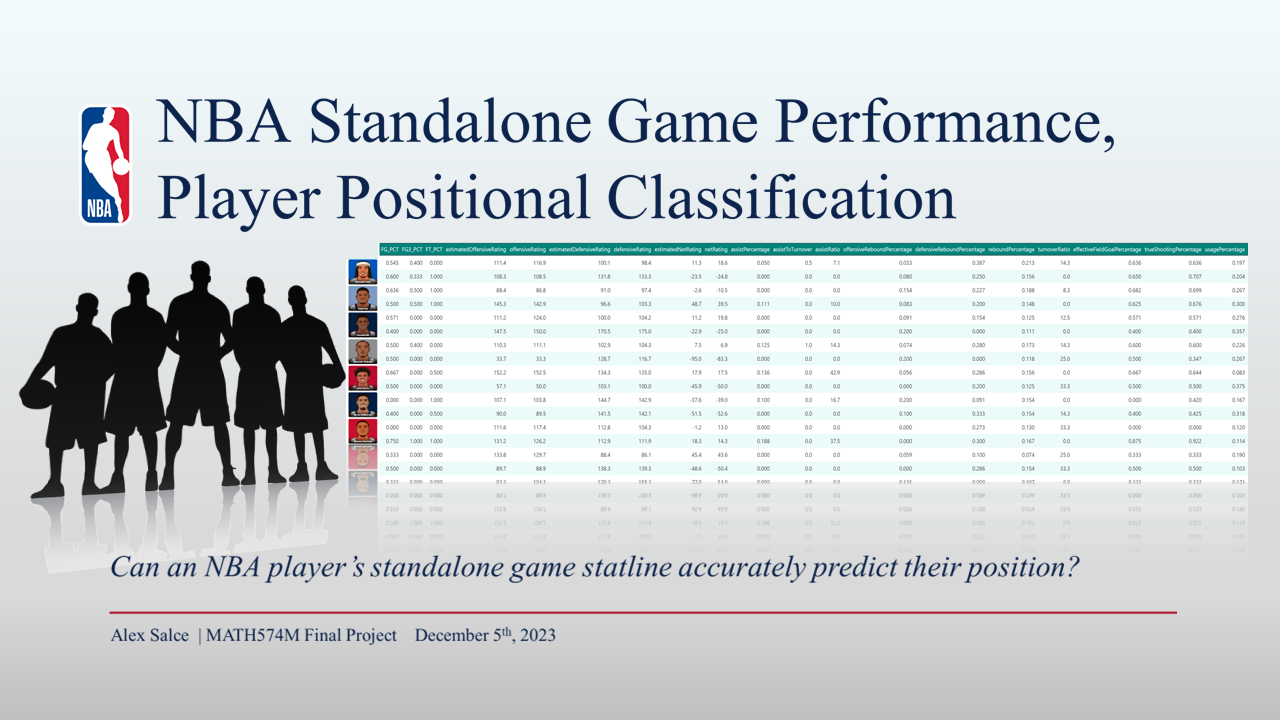 NBA Standalone Game Performance,
Player Positional Classification
NBA
FG_PCT FG3_PCT FT_PCT estimatedOffensiveRating offensiveRating estimatedDefensiveRating defensiveRating estimatedNetRating netRating assistPercentage assistToTurnover assistRatio offensiveReboundPercentage defensiveReboundPercentage reboundPercentage turnoverRatio effectiveFieldGoalPercentage trueShootingPercentage usagePercentage
0.545 0.400 0.000 111.4 116.9 100.1 98.4 11.3 18.6 0.050 0.5 7.1 0.033 0.387 0.213 14.3 0.636 0.636 0.197
0.600 0.333 1.000 108.3 108.5 131.8 133.3 -23.5 -24.8 0.000 0.0 0.0 0.080 0.250 0.156 0.0 0.650 0.707 0.204
0.636 0.500 1.000 88.4 86.8 91.0 97.4 -2.6 -10.5 0.000 0.0 0.0 0.154 0.227 0.188 8.3 0.682 0.699 0.267
0.500 0.500 1.000 145.3 142.9 96.6 103.3 48.7 39.5 0.111 0.0 10.0 0.083 0.200 0.148 0.0 0.625 0.676 0.300
0.571 0.000 0.000 111.2 124.0 100.0 104.2 11.2 19.8 0.000 0.0 0.0 0.091 0.154 0.125 12.5 0.571 0.571 0.276
0.400 0.000 0.000 147.5 150.0 170.5 175.0 -22.9 -25.0 0.000 0.0 0.0 0.200 0.000 0.111 0.0 0.400 0.400 0.357
0.500 0.400 0.000 110.3 111.1 102.9 104.3 7.5 6.9 0.125 1.0 14.3 0.074 0.280 0.173 14.3 0.600 0.600 0.226
0.500 0.000 0.000 33.7 33.3 128.7 116.7 -95.0 -83.3 0.000 0.0 0.0 0.200 0.000 0.118 25.0 0.500 0.347 0.267
0.667 0.000 0.500 152.2 152.5 134.3 135.0 17.9 17.5 0.136 0.0 42.9 0.056 0.286 0.156 0.0 0.667 0.644 0.083
0.500 0.000 0.000 57.1 50.0 103.1 100.0 -45.9 -50.0 0.000 0.0 0.0 0.000 0.200 0.125 33.3 0.500 0.500 0.375
0.000 0.000 0.000 107.1 103.8 144.7 142.9 -37.6 -39.0 0.100 0.0 16.7 0.200 0.091 0.154 0.0 0.000 0.420 0.167
0.400 0.000 0.500 90.0 89.5 141.5 142.1 -51.5 -52.6 0.000 0.0 0.0 0.100 0.333 0.154 14.3 0.400 0.425 0.318
0.000 0.000 0.000 111.6 117.4 112.8 104.3 -1.2 13.0 0.000 0.0 0.0 0.000 0.273 0.130 33.3 0.000 0.000 0.120
0.750 1.000 1.000 131.2 126.2 112.9 111.9 18.3 14.3 0.188 0.0 37.5 0.000 0.300 0.167 0.0 0.875 0.922 0.114
0.333 0.000 0.000 133.8 129.7 88.4 86.1 45.4 43.6 0.000 0.0 0.0 0.059 0.100 0.074 25.0 0.333 0.333 0.190
0.500 0.000 0.000 89.7 88.9 138.3 139.3 -48.6 -50.4 0.000 0.0 0.0 0.000 0.286 0.154 33.3 0.500 0.500 0.103
Can an NBA player’s standalone game statline accurately predict their position?
Alex Salce | MATH574M Final Project December 5th, 2023